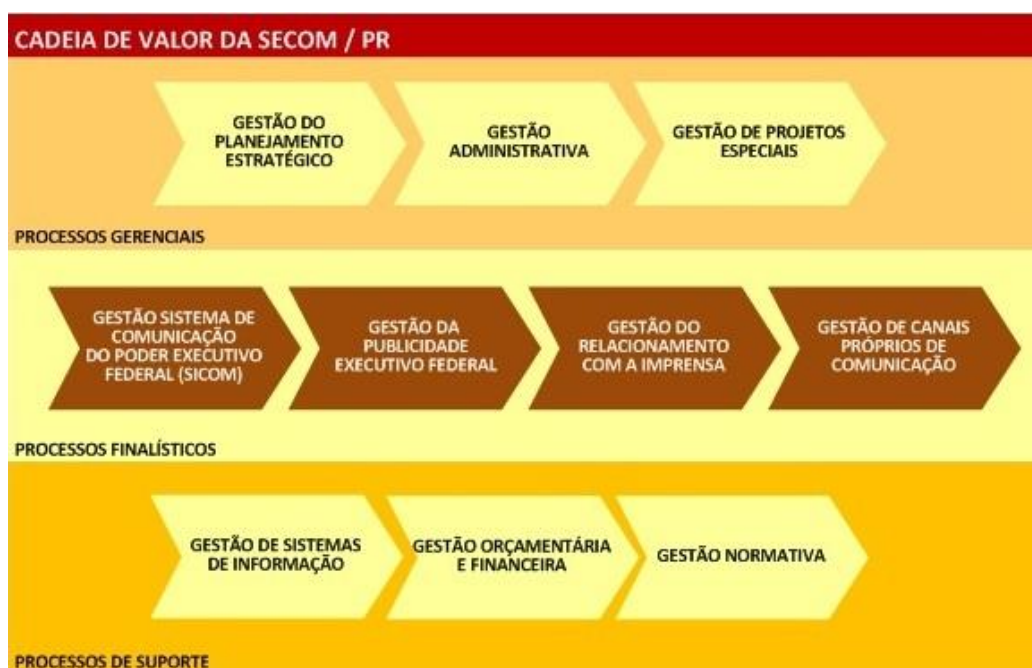 CADEIA DE VALOR DA SECOM / PR
GESTÃO DO
PLANEJAMENTO
ESTRATÉGICO
GESTÃO
ADMINISTRATIVA
GESTÃO DE PROJETOS
ESPECIAIS
PROCESSOS GERENCIAIS
GESTÃO SISTEMA DE
COMUNICAÇÃO
DO PODER EXECUTIVO
FEDERAL (SICOM)
GESTÃO DA
PUBLICIDADE
EXECUTIVO FEDERAL
GESTÃO DO
RELACIONAMENTO
COM A IMPRENSA
GESTÃO DE CANAIS
PRÓPRIOS DE
COMUNICAÇÃO
PROCESSOS FINALÍSTICOS
GESTÃO DE SISTEMAS
DE INFORMAÇÃO
GESTÃO ORÇAMENTÁRIA
E FINANCEIRA
GESTÃO NORMATIVA
PROCESSOS DE SUPORTE